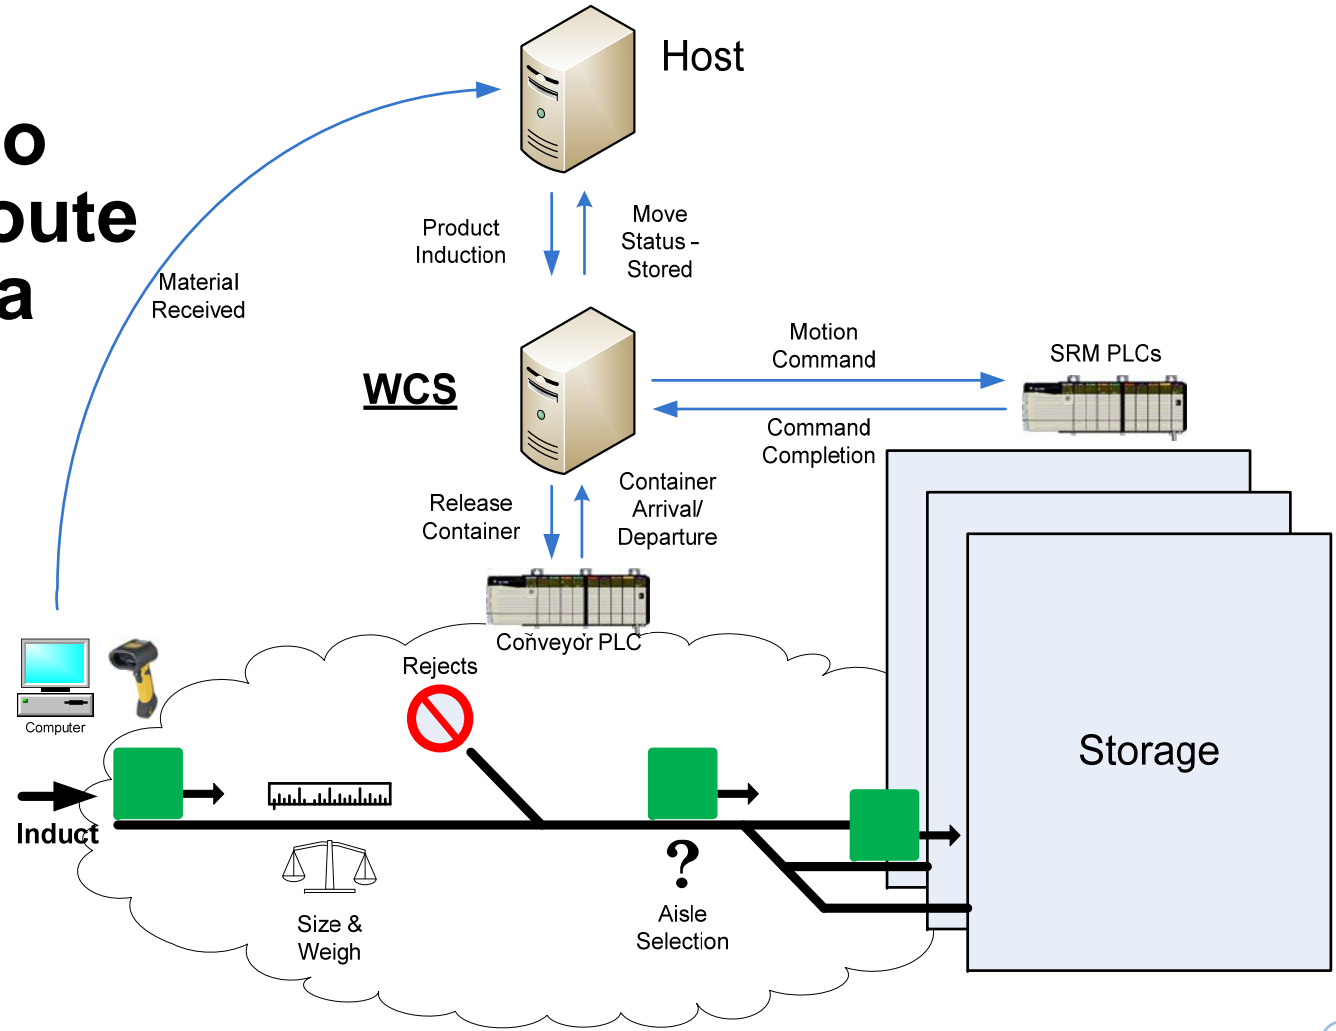 Host
o
oute
a
Product
Induction
Move
Status -
Stored
Material
Received
WCS
Motion
Command
SRM PLCs
Command
Completion
Release
Container
Container
Arrival/
Departure
Conveyor PLC
Rejects
Computer
Storage
Induct
Size &
Weigh
?
Aisle
Selection